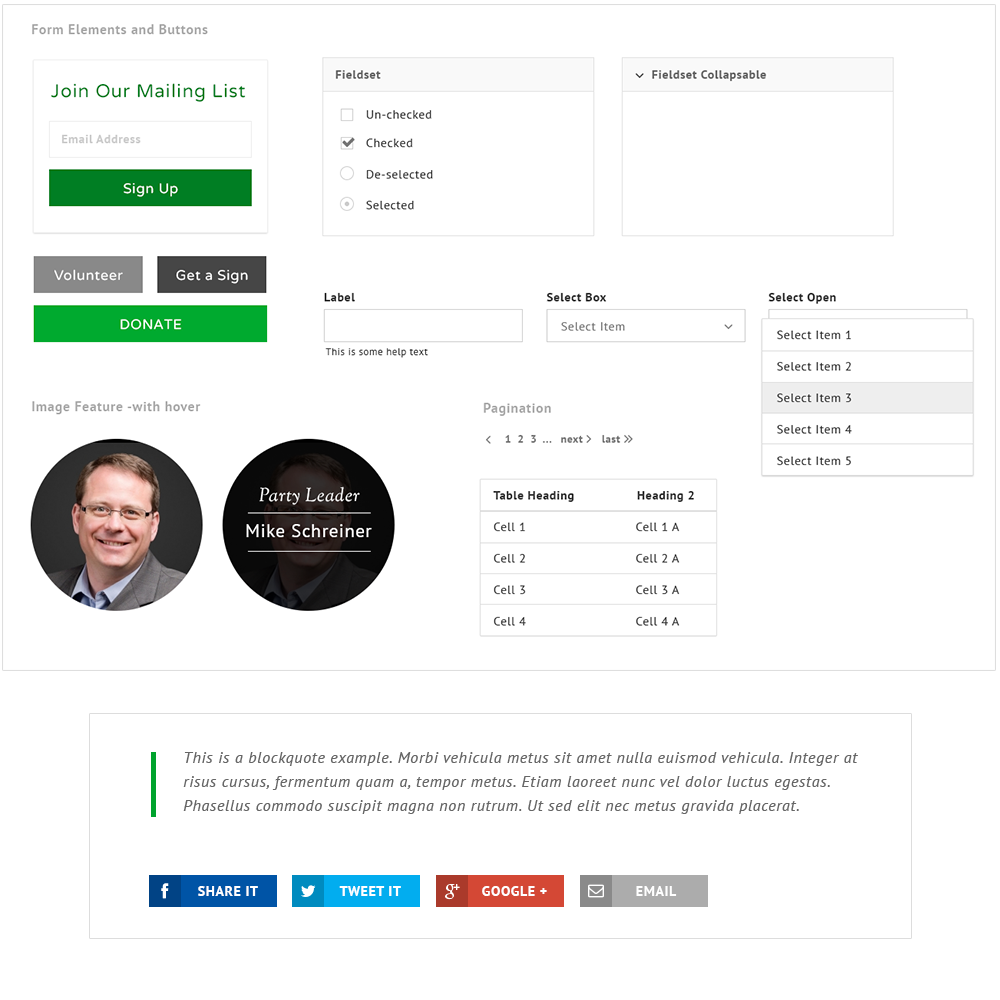 Form Elements and Buttons
Join Our Mailing List
Email Address
Sign Up
Volunteer
Get a Sign
DONATE
Fieldset
Un-checked
Checked
De-selected
Selected
Fieldset Collapsable
Label
This is some help text
Select Box
Select Item
Select Open
Select Item 1
Select Item 2
Select Item 3
Select Item 4
Select Item 5
Image Feature -with hover
Party Leader
Mike Schreiner
Pagination
1 2 3 ... next last
Table Heading Heading 2
Cell 1 Cell 1 A
Cell 2 Cell 2 A
Cell 3 Cell 3 A
Cell 4 Cell 4 A
This is a blockquote example. Morbi vehicula metus sit amet nulla euismod vehicula. Integer at
risus cursus, fermentum quam a, tempor metus. Etiam laoreet nunc vel dolor luctus egestas.
Phasellus commodo suscipit magna non rutrum. Ut sed elit nec metus gravida placerat.
f SHARE IT
TWEET IT
g+ GOOGLE +
EMAIL